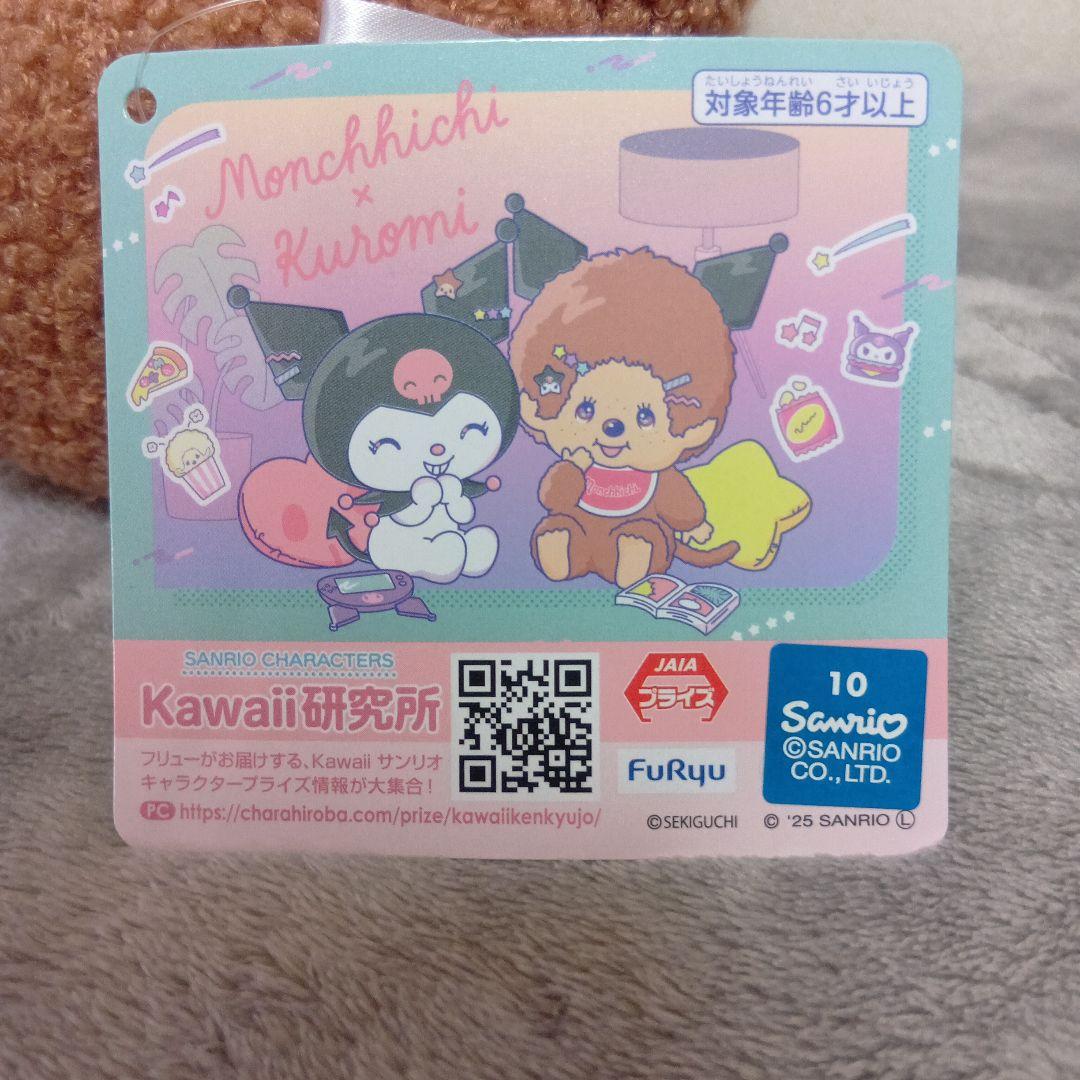 たいしょうねんれい さい いじょう
対象年齢6才以上
Monchhichi
×
Kuromi
Monchhichi
SANRIO CHARACTERS
Kawaii研究所
フリューがお届けする、Kawaii サンリオ
キャラクタープライズ情報が大集合!
PC https://charahiroba.com/prize/kawaiikenkyujo/
JAIA
プライズ
FuRyu
10
Sanrio
©SANRIO
CO.,LTD.
©SEKIGUCHI © '25 SANRIO Ⓛ